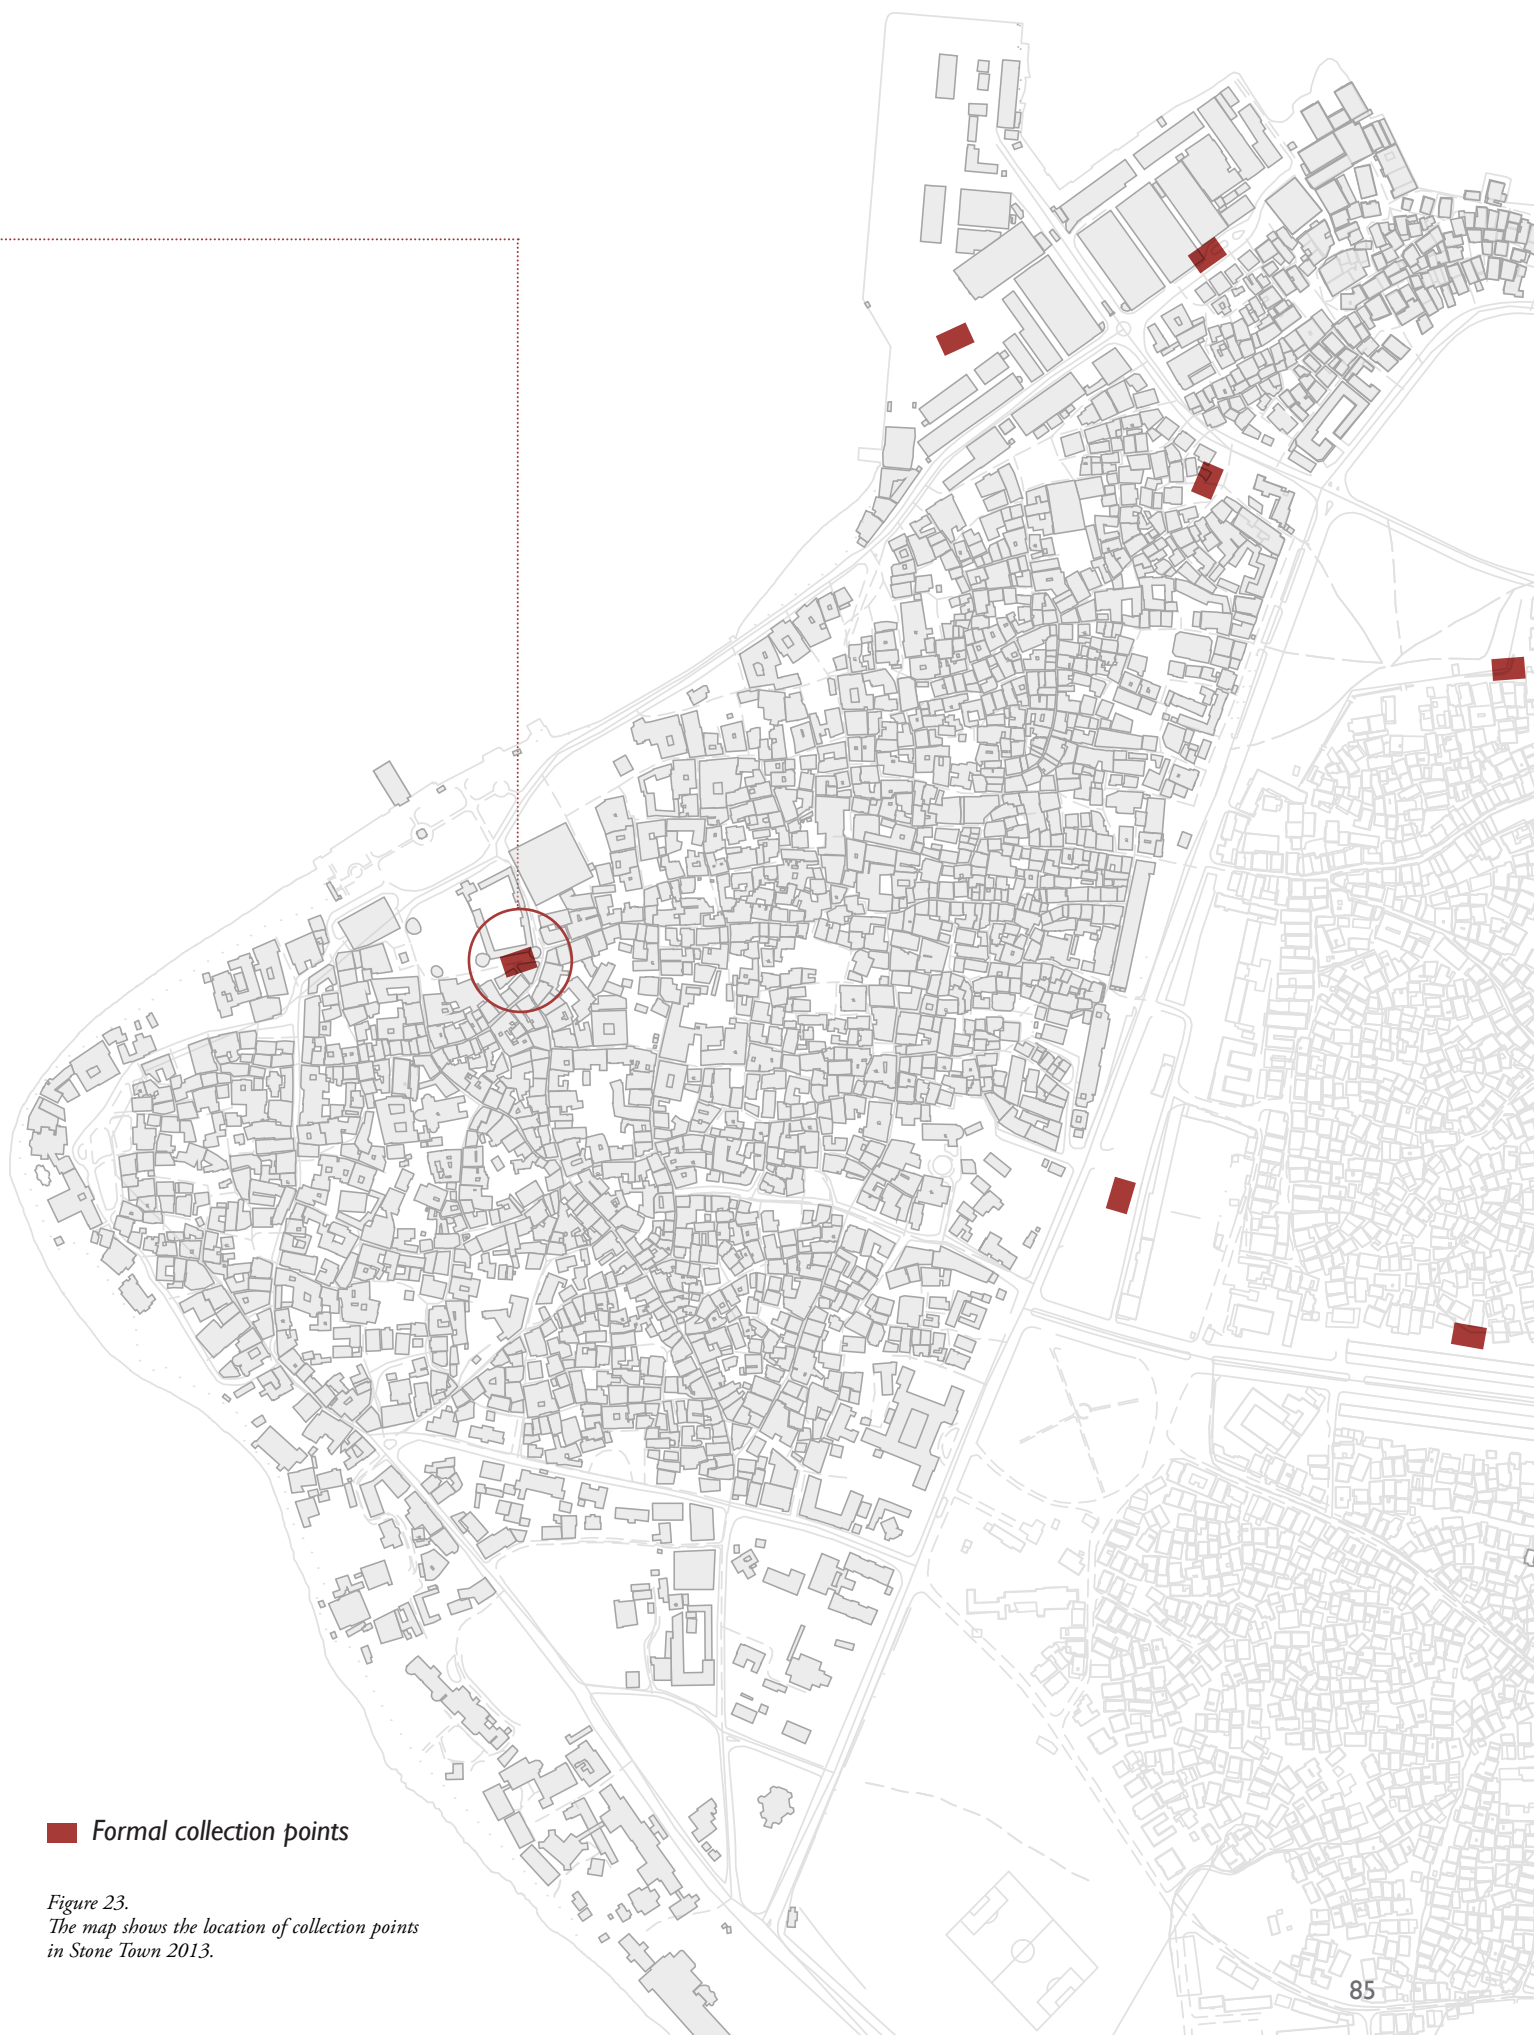 Formal collection points
Figure 23.
The map shows the location of collection points
in Stone Town 2013.
85